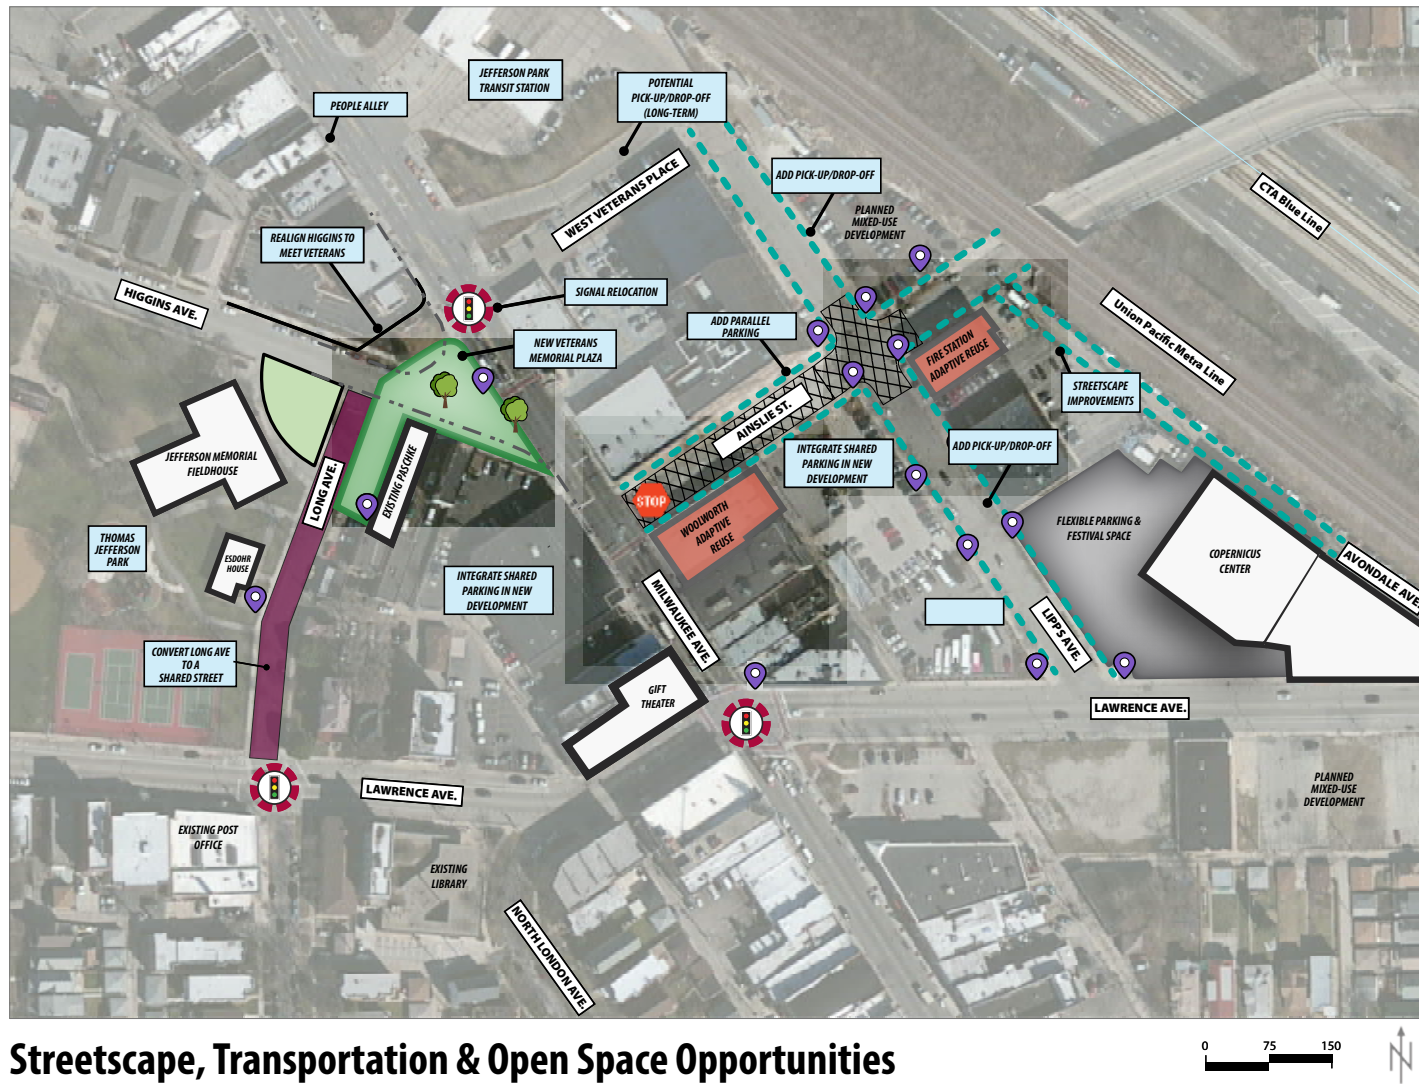 JEFFERSON PARK
TRANSIT STATION
POTENTIAL
PICK-UP/DROP-OFF
(LONG-TERM)
PEOPLE ALLEY
WEST VETERANS PLACE
ADD PICK-UP/DROP-OFF
PLANNED
MIXED-USE
DEVELOPMENT
CTA Blue Line
REALIGN HIGGINS TO
MEET VETERANS
HIGGINS AVE.
SIGNAL RELOCATION
ADD PARALLEL
PARKING
NEW VETERANS
MEMORIAL PLAZA
FIRE STATION
ADAPTIVE REUSE
Union Pacific Metra Line
STREETSCAPE
IMPROVEMENTS
AINSLIE ST.
JEFFERSON MEMORIAL
FIELDHOUSE
LONG AVE.
EXISTING PASCHKE
INTEGRATE SHARED
PARKING IN NEW
DEVELOPMENT
ADD PICK-UP/DROP-OFF
STOP
WOOLWORTH
ADAPTIVE
REUSE
FLEXIBLE PARKING &
FESTIVAL SPACE
COPERNICUS
CENTER
AVONDALE AVE.
THOMAS
JEFFERSON
PARK
ESDOHR
HOUSE
INTEGRATE SHARED
PARKING IN NEW
DEVELOPMENT
MILWAUKEE AVE.
LIPPS AVE.
CONVERT LONG AVE
TO A
SHARED STREET
GIFT
THEATER
LAWRENCE AVE.
LAWRENCE AVE.
PLANNED
MIXED-USE
DEVELOPMENT
EXISTING POST
OFFICE
EXISTING
LIBRARY
NORTH LONDON AVE.
Streetscape, Transportation & Open Space Opportunities
0 75 150
N